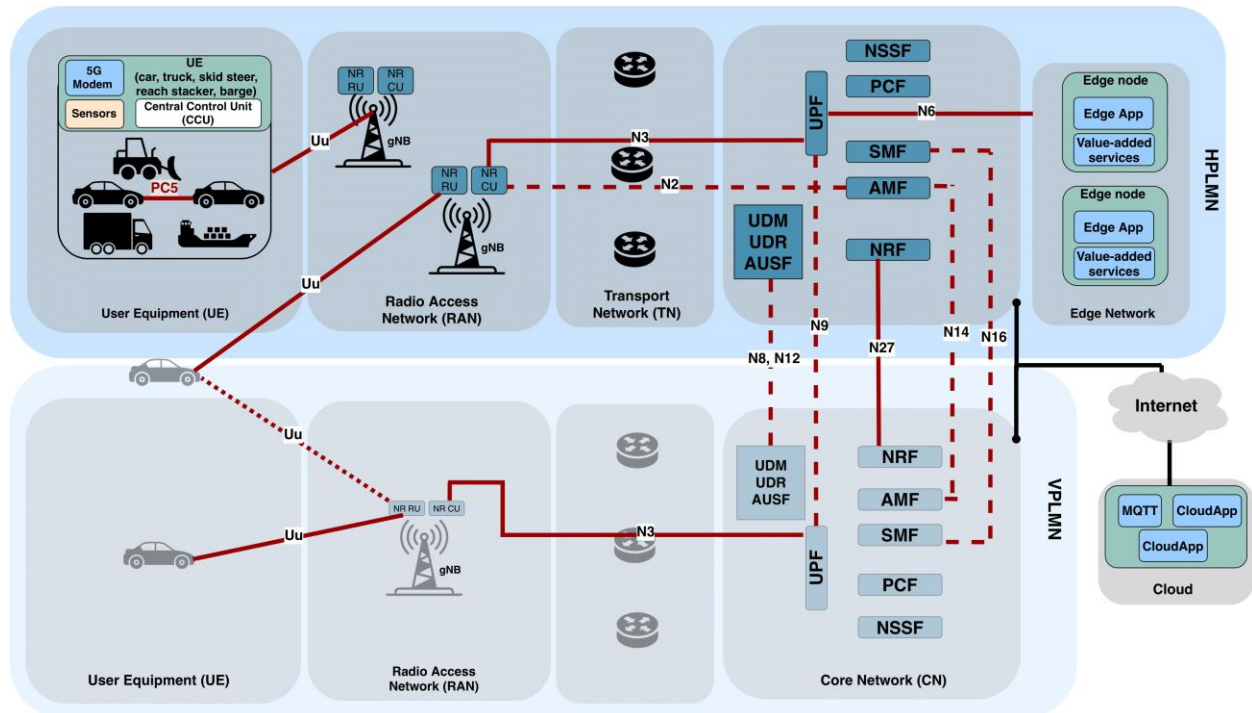 UE
(car, truck, skid steer,
reach stacker, barge)
5G
Modem
Sensors
Central Control Unit
(CCU)
PC5
User Equipment (UE)
Uu
NR
RU
NR
CU
gNB
NR
RU
NR
CU
gNB
Uu
Radio Access
Network (RAN)
N3
N2
Transport
Network (TN)
NSSF
PCF
UPF
SMF
AMF
UDM
UDR
AUSF
NRF
N6
Edge node
Edge App
Value-added
services
Edge node
Edge App
Value-added
services
Edge Network
HPLMN
N8, N12
N9
N27
N14
N16
Uu
Uu
User Equipment (UE)
NR RU
NR CU
gNB
Radio Access
Network (RAN)
N3
UDM
UDR
AUSF
UPF
NRF
AMF
SMF
PCF
NSSF
Core Network (CN)
VPLMN
Internet
MQTT
CloudApp
CloudApp
Cloud